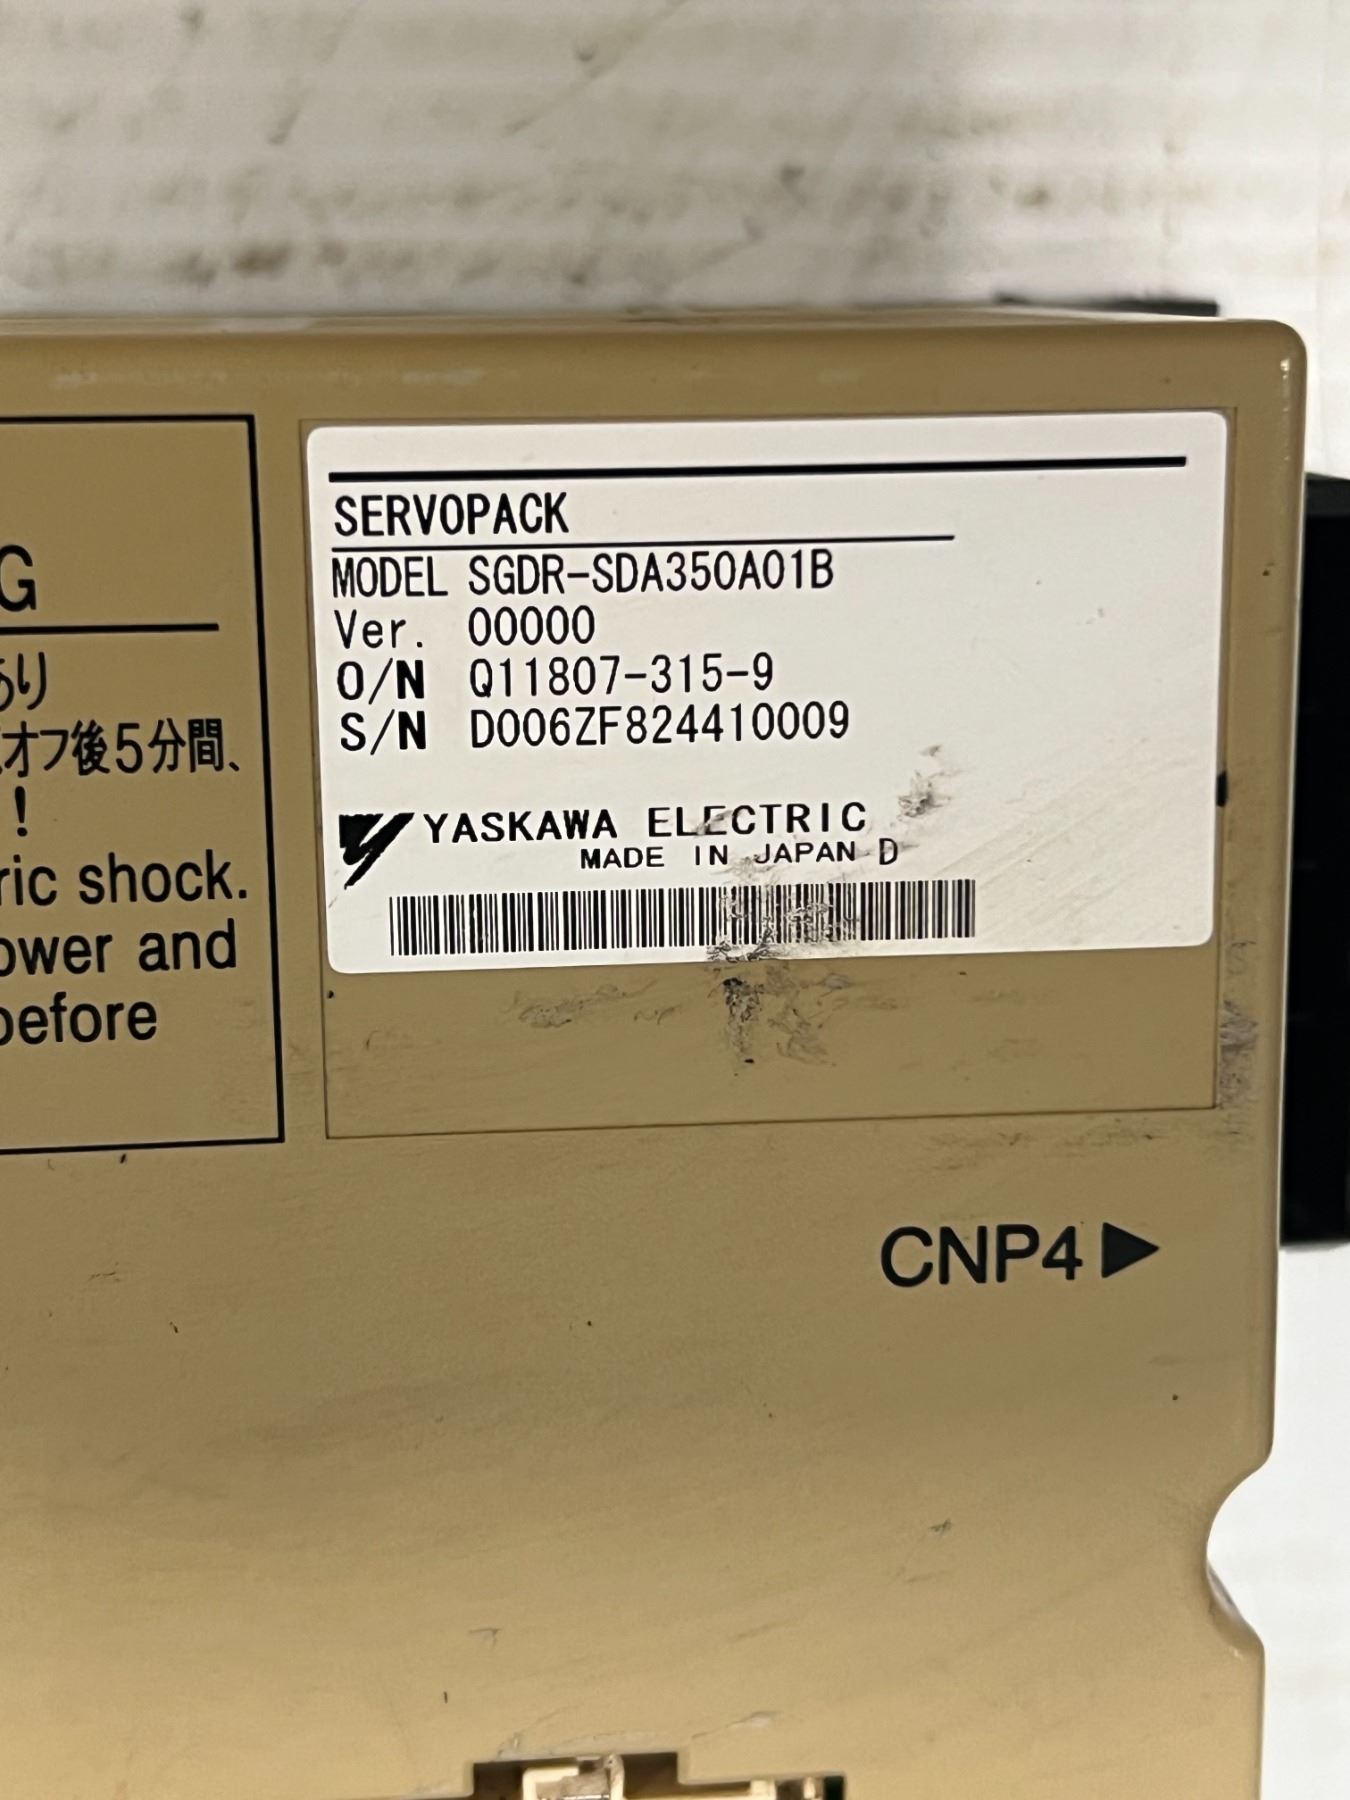 G
あり
オフ後5分間、
!
ric shock.
ower and
before
SERVOPACK
MODEL SGDR-SDA350A01B
Ver. 00000
O/N Q11807-315-9
S/N D006ZF824410009
YASKAWA ELECTRIC
MADE IN JAPAN D
CNP4▶